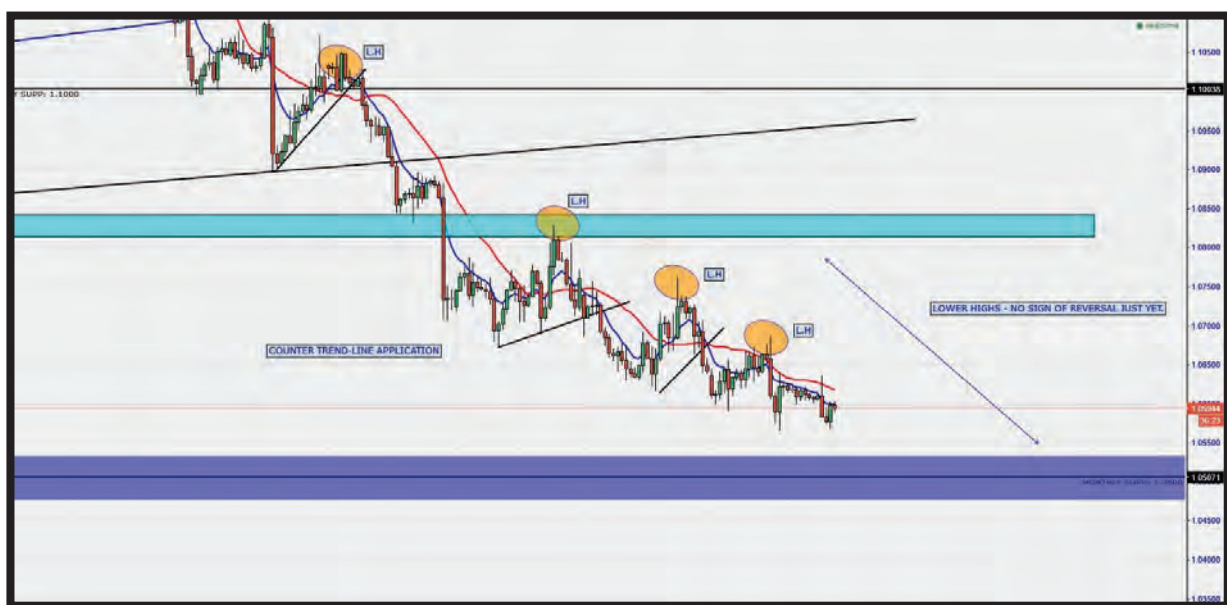 L.H
1.10500
1.10038
Y SUPP: 1.1000
1.09500
1.09000
1.08500
L.H
1.08000
L.H
1.07500
LOWER HIGHS - NO SIGN OF REVERSAL JUST YET.
1.07000
L.H
COUNTER TREND-LINE APPLICATION
1.06500
1.05944
1.05500
1.05071
1.04500
1.04000
1.03500